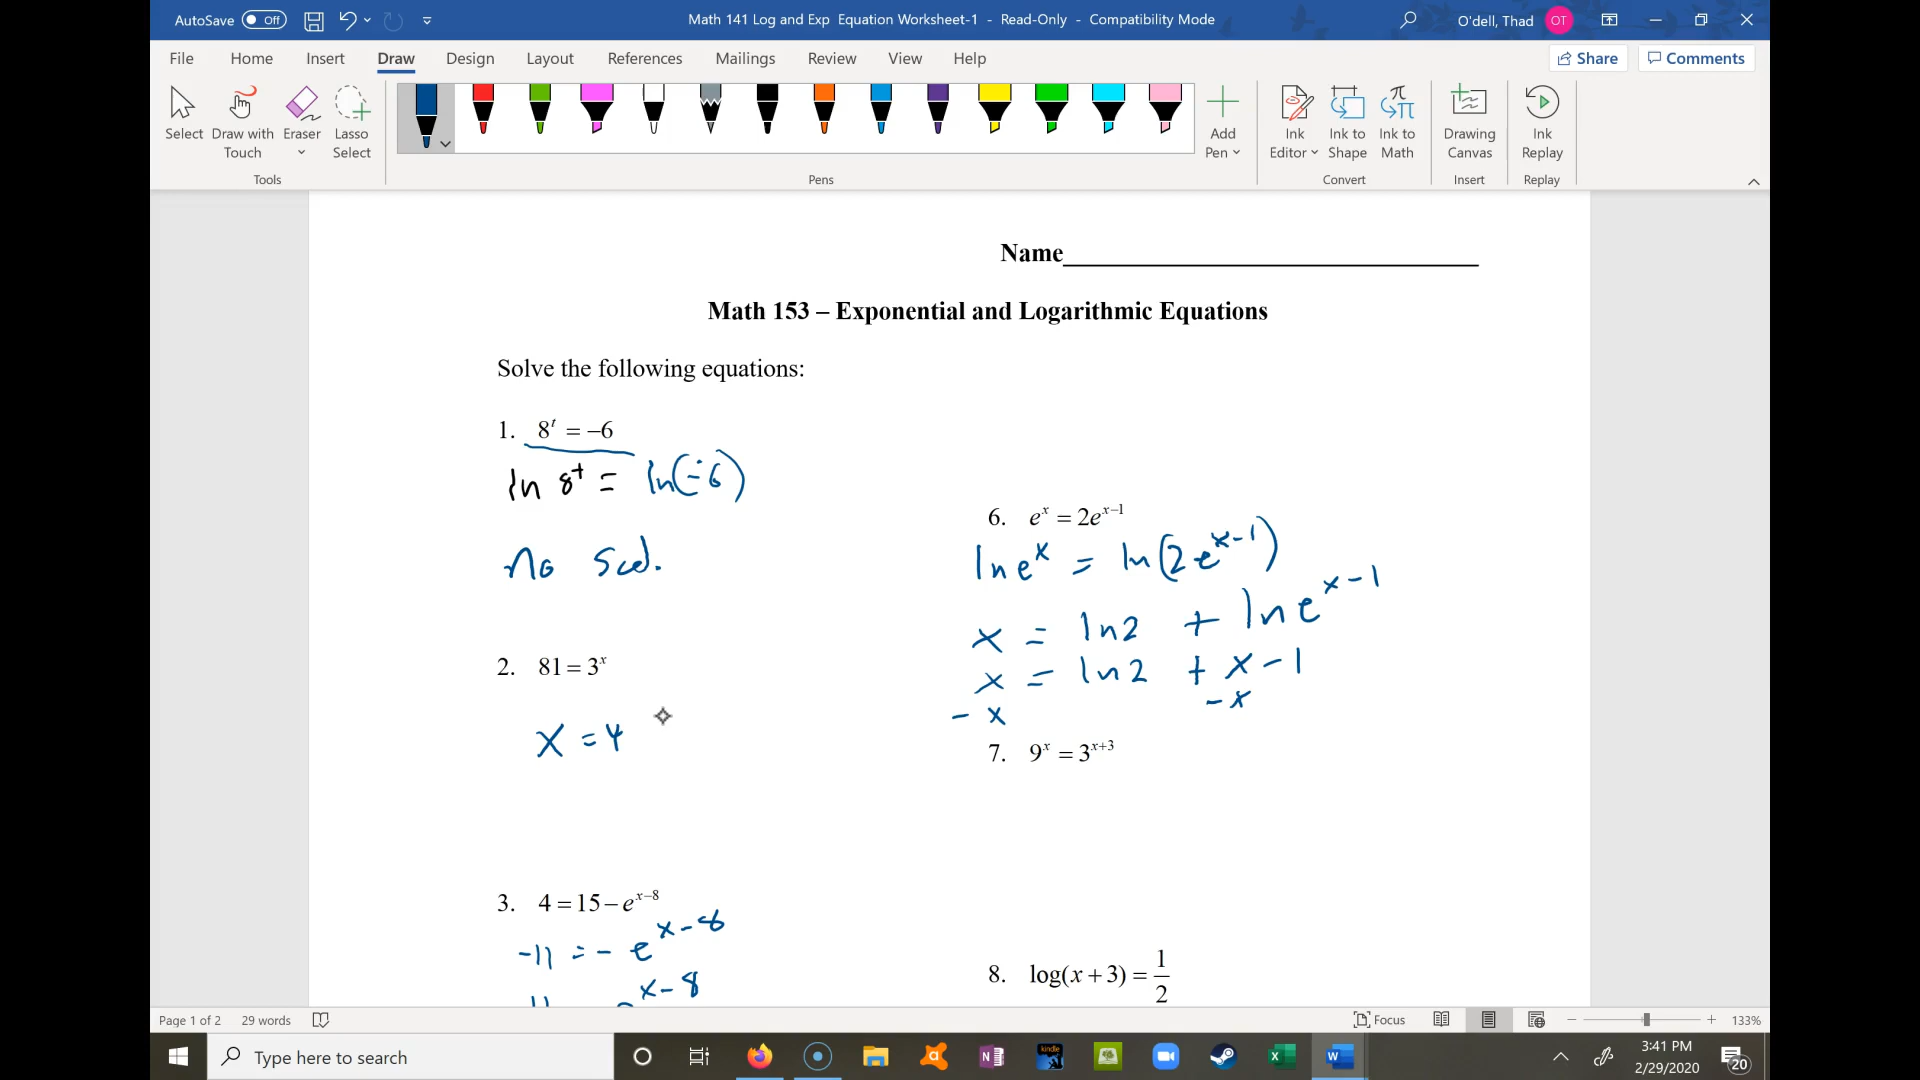 AutoSave Off
Math 141 Log and Exp Equation Worksheet-1 - Read-Only - Compatibility Mode
O'dell, Thad OT
File Home Insert Draw Design Layout References Mailings Review View Help
Share Comments
Select
Draw with Touch
Eraser
Lasso Select
Add Pen
Ink Editor
Ink to Shape
Ink to Math
Drawing Canvas
Ink Replay
Tools Pens Convert Insert Replay
Name
Math 153 – Exponential and Logarithmic Equations
Solve the following equations:
1. 8^t = −6
ln 8^t = ln(−6)
no sol.
2. 81 = 3^x
x = 4
3. 4 = 15 − e^(x−8)
-11 = - e^(x-8)
11 e^(x-8)
6. e^x = 2e^(x−1)
ln e^x = ln(2e^(x-1))
x = ln2 + ln e^(x-1)
x = ln2 + x - 1
- x - x
7. 9^x = 3^(x+3)
8. log(x + 3) = 1/2
Page 1 of 2 29 words
Focus 133%
Type here to search
3:41 PM
2/29/2020
20